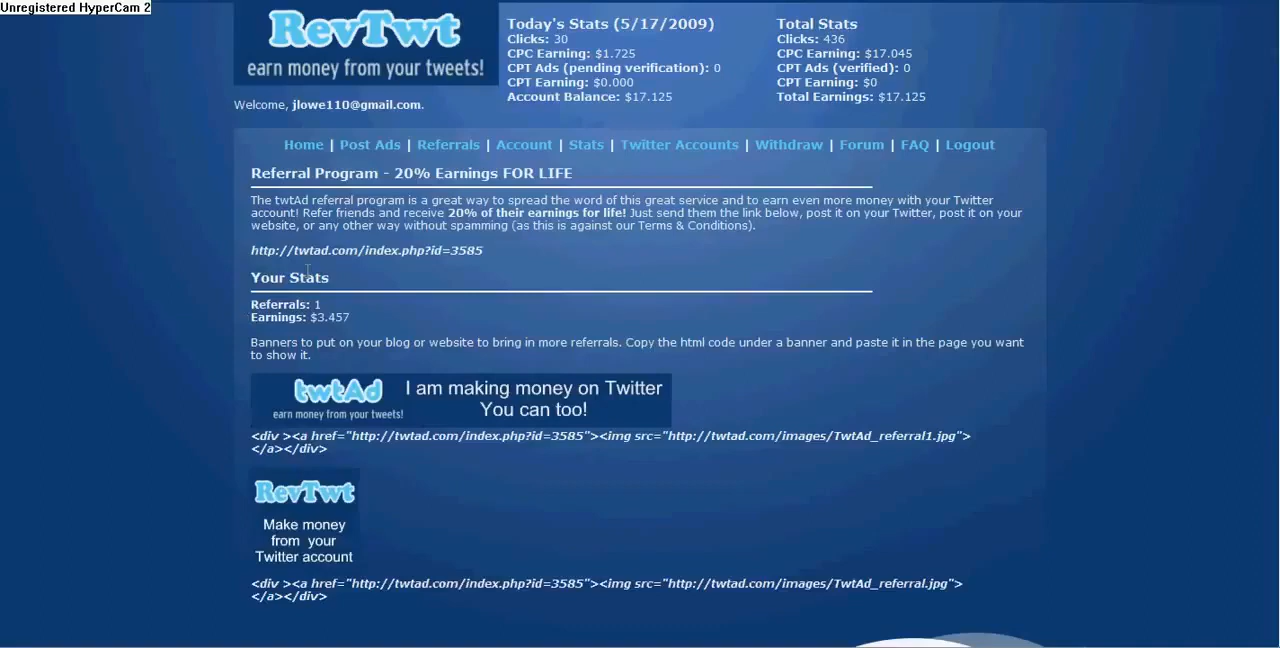 Unregistered HyperCam 2
RevTwt
earn money from your tweets!
Welcome, jlowe110@gmail.com.
Today's Stats (5/17/2009)
Clicks: 30
CPC Earning: $1.725
CPT Ads (pending verification): 0
CPT Earning: $0.000
Account Balance: $17.125
Total Stats
Clicks: 436
CPC Earning: $17.045
CPT Ads (verified): 0
CPT Earning: $0
Total Earnings: $17.125
Home | Post Ads | Referrals | Account | Stats | Twitter Accounts | Withdraw | Forum | FAQ | Logout
Referral Program - 20% Earnings FOR LIFE
The twtAd referral program is a great way to spread the word of this great service and to earn even more money with your Twitter
account! Refer friends and receive 20% of their earnings for life! Just send them the link below, post it on your Twitter, post it on your
website, or any other way without spamming (as this is against our Terms & Conditions).
http://twtad.com/index.php?id=3585
Your Stats
Referrals: 1
Earnings: $3.457
Banners to put on your blog or website to bring in more referrals. Copy the html code under a banner and paste it in the page you want
to show it.
twtAd
earn money from your tweets!
I am making money on Twitter
You can too!
<div ><a href="http://twtad.com/index.php?id=3585"><img src="http://twtad.com/images/TwtAd_referral1.jpg">
</a></div>
RevTwt
Make money
from your
Twitter account
<div ><a href="http://twtad.com/index.php?id=3585"><img src="http://twtad.com/images/TwtAd_referral.jpg">
</a></div>